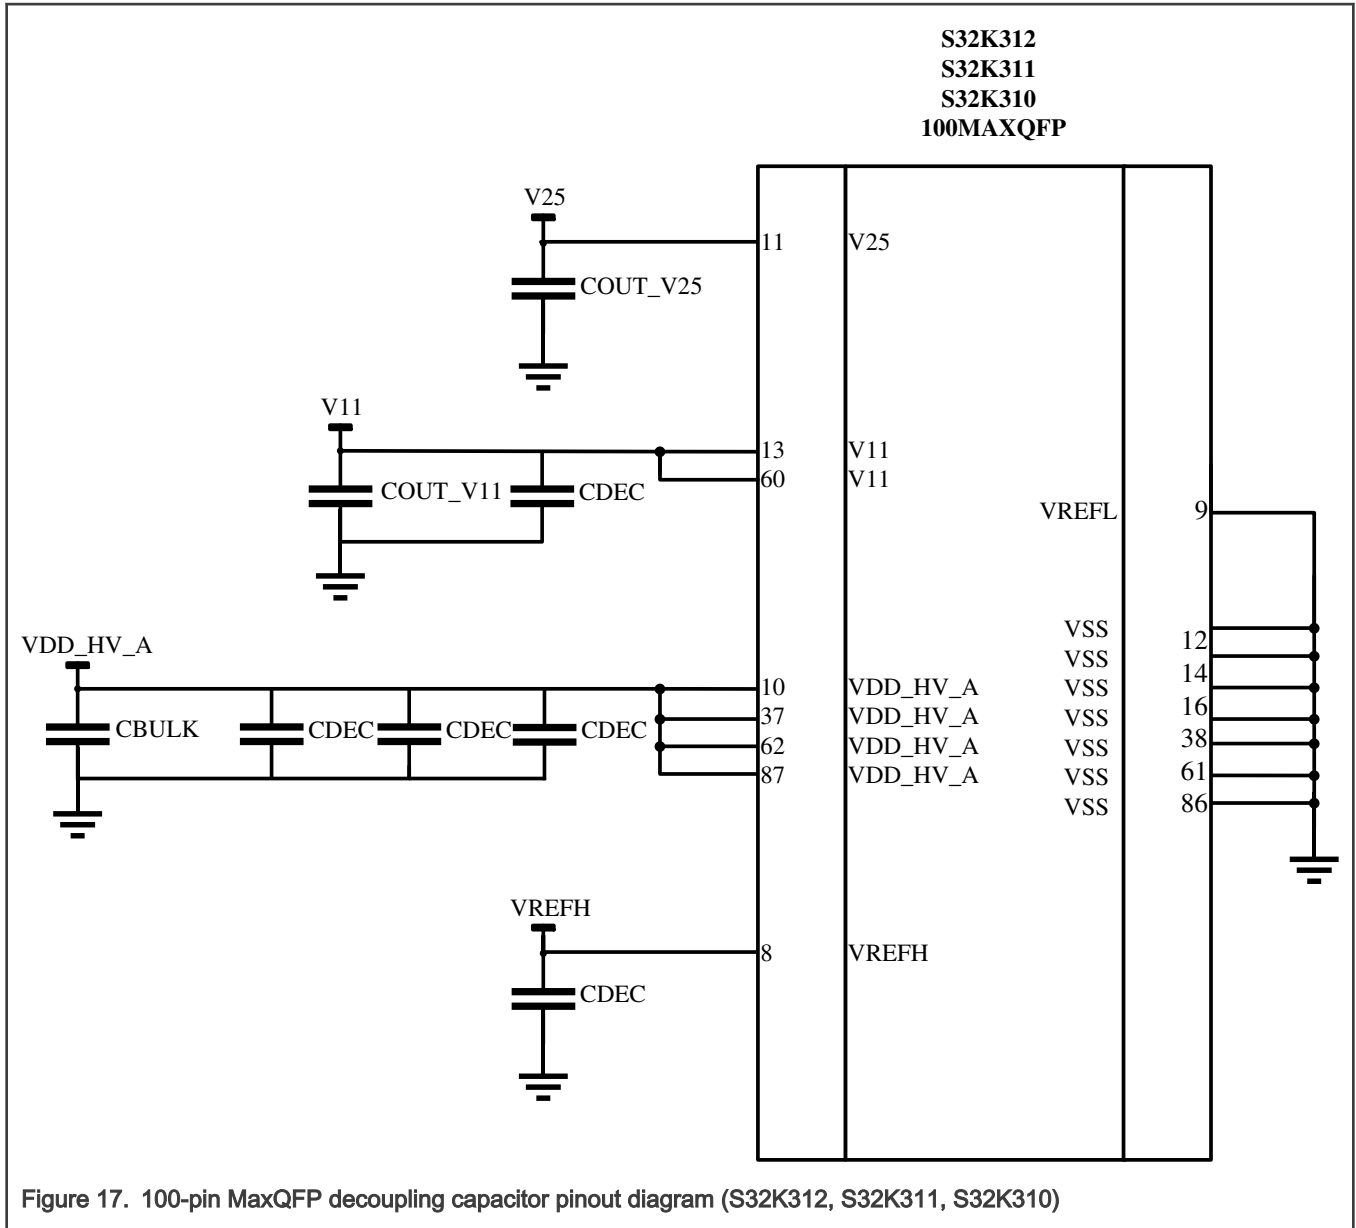 S32K312
S32K311
S32K310
100MAXQFP
V25
11 V25
COUT_V25
V11
13 V11
COUT_V11 CDEC 60 V11
VREFL 9
VSS
12
VDD_HV_A VSS
14
10 VDD_HV_A VSS
16
CBULK CDEC CDEC CDEC 37 VDD_HV_A VSS
38
62 VDD_HV_A VSS
61
87 VDD_HV_A VSS
86
VSS
VREFH
8 VREFH
CDEC
Figure 17. 100-pin MaxQFP decoupling capacitor pinout diagram (S32K312, S32K311, S32K310)